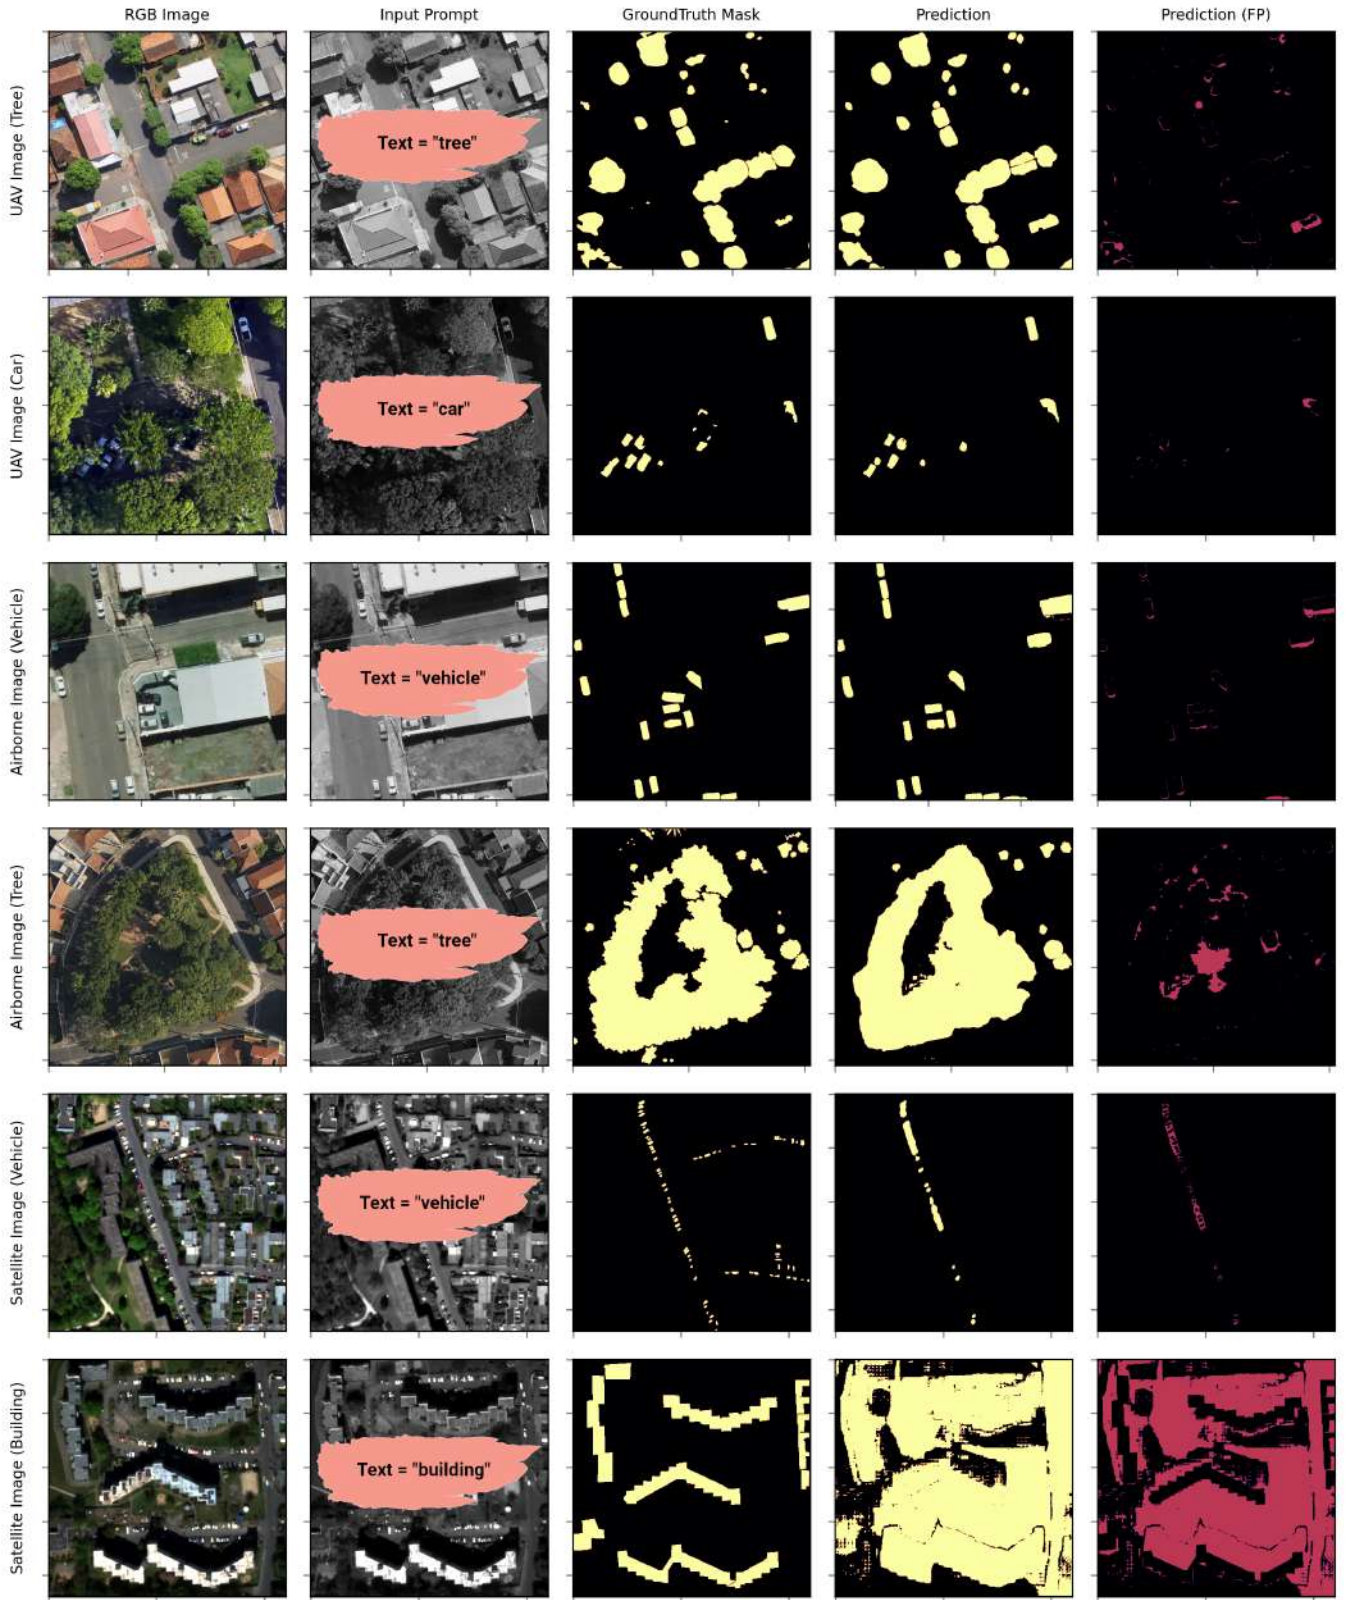 RGB Image
Input Prompt
GroundTruth Mask
Prediction
Prediction (FP)
UAV Image (Tree)
Text = "tree"
UAV Image (Car)
Text = "car"
Airborne Image (Vehicle)
Text = "vehicle"
Airborne Image (Tree)
Text = "tree"
Satellite Image (Vehicle)
Text = "vehicle"
Satellite Image (Building)
Text = "building"